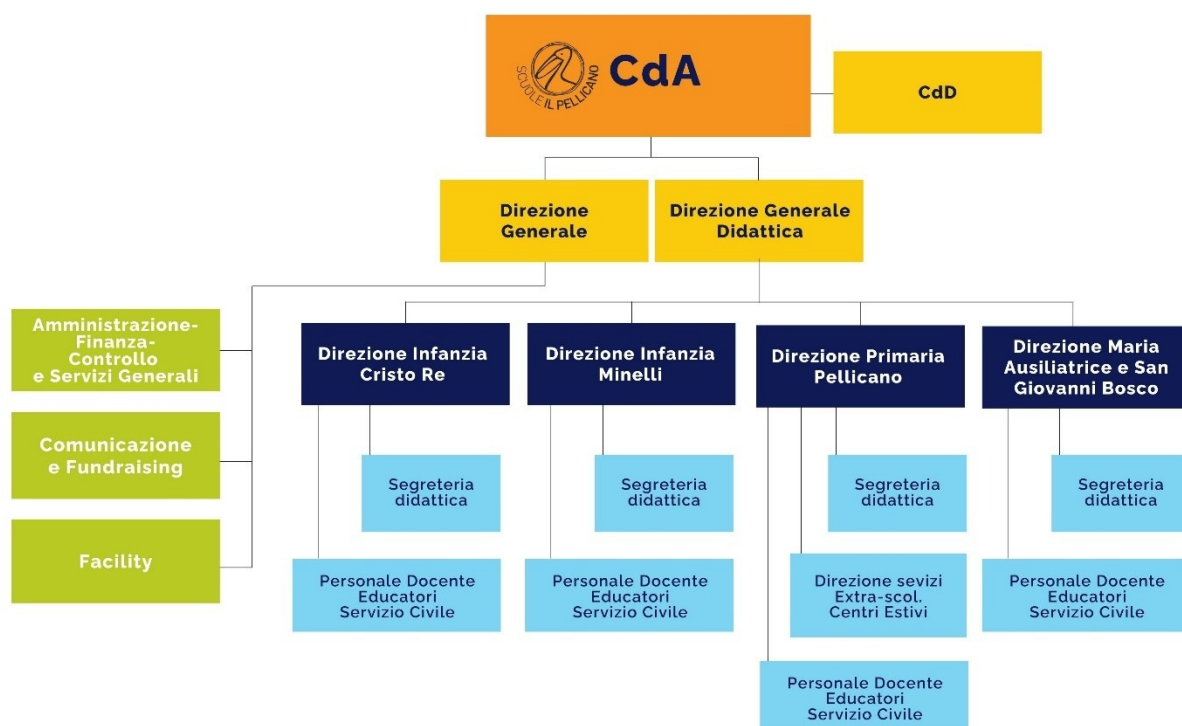 SCUOLE IL PELLICANO
CdA
CdD
Direzione
Generale
Direzione Generale
Didattica
Amministrazione-
Finanza-
Controllo
e Servizi Generali
Comunicazione
e Fundraising
Facility
Direzione Infanzia
Cristo Re
Direzione Infanzia
Minelli
Direzione Primaria
Pellicano
Direzione Maria
Ausiliatrice e San
Giovanni Bosco
Segreteria
didattica
Segreteria
didattica
Segreteria
didattica
Segreteria
didattica
Personale Docente
Educatori
Servizio Civile
Personale Docente
Educatori
Servizio Civile
Direzione sevizi
Extra-scol.
Centri Estivi
Personale Docente
Educatori
Servizio Civile
Personale Docente
Educatori
Servizio Civile